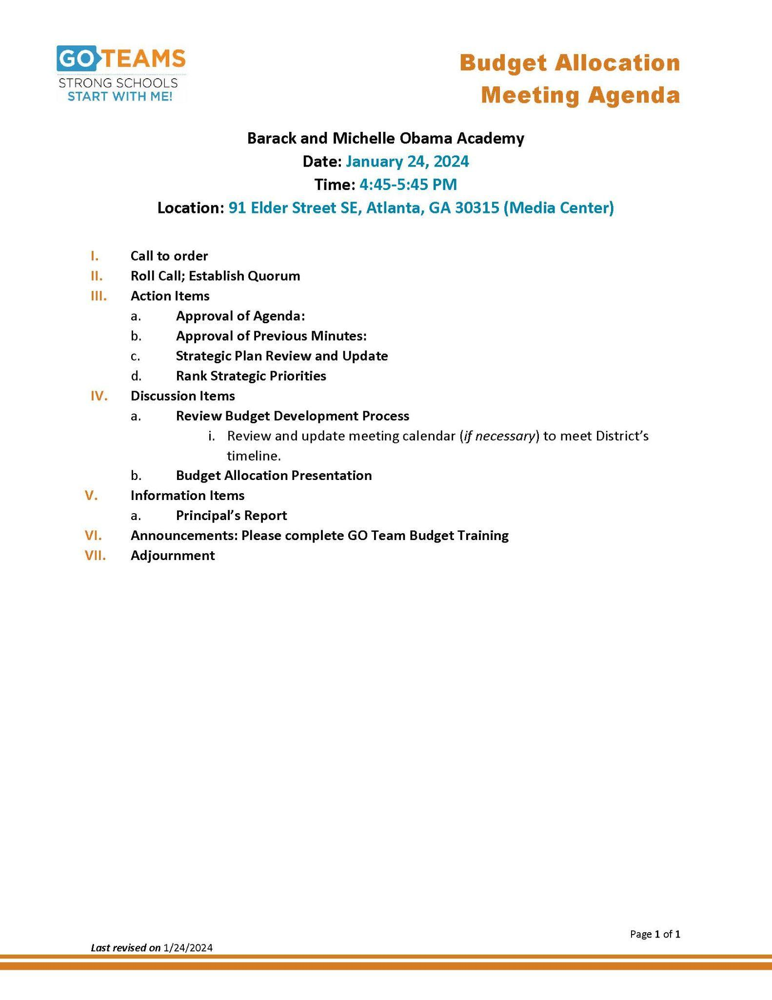 GO TEAMS
STRONG SCHOOLS
START WITH ME!
Budget Allocation
Meeting Agenda
Barack and Michelle Obama Academy
Date: January 24, 2024
Time: 4:45-5:45 PM
Location: 91 Elder Street SE, Atlanta, GA 30315 (Media Center)
I. Call to order
II. Roll Call; Establish Quorum
III. Action Items
a. Approval of Agenda:
b. Approval of Previous Minutes:
c. Strategic Plan Review and Update
d. Rank Strategic Priorities
IV. Discussion Items
a. Review Budget Development Process
i. Review and update meeting calendar (if necessary) to meet District’s
timeline.
b. Budget Allocation Presentation
V. Information Items
a. Principal’s Report
VI. Announcements: Please complete GO Team Budget Training
VII. Adjournment
Page 1 of 1
Last revised on 1/24/2024